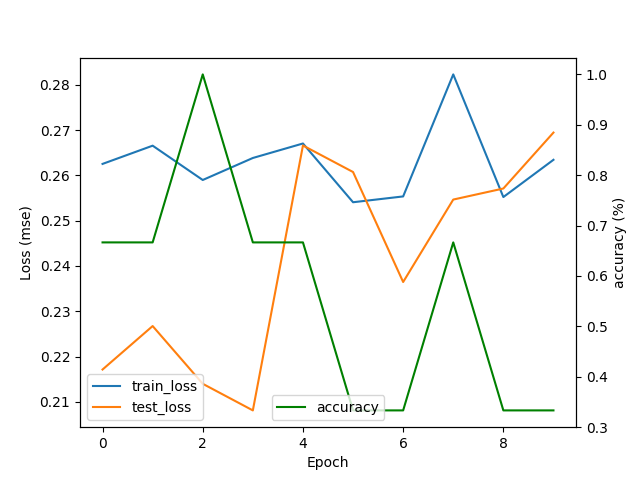 0.28
0.27
0.26
0.25
0.24
0.23
0.22
0.21
Loss (mse)
1.0
0.9
0.8
0.7
0.6
0.5
0.4
0.3
accuracy (%)
train_loss
test_loss
accuracy
0 2 4 6 8
Epoch